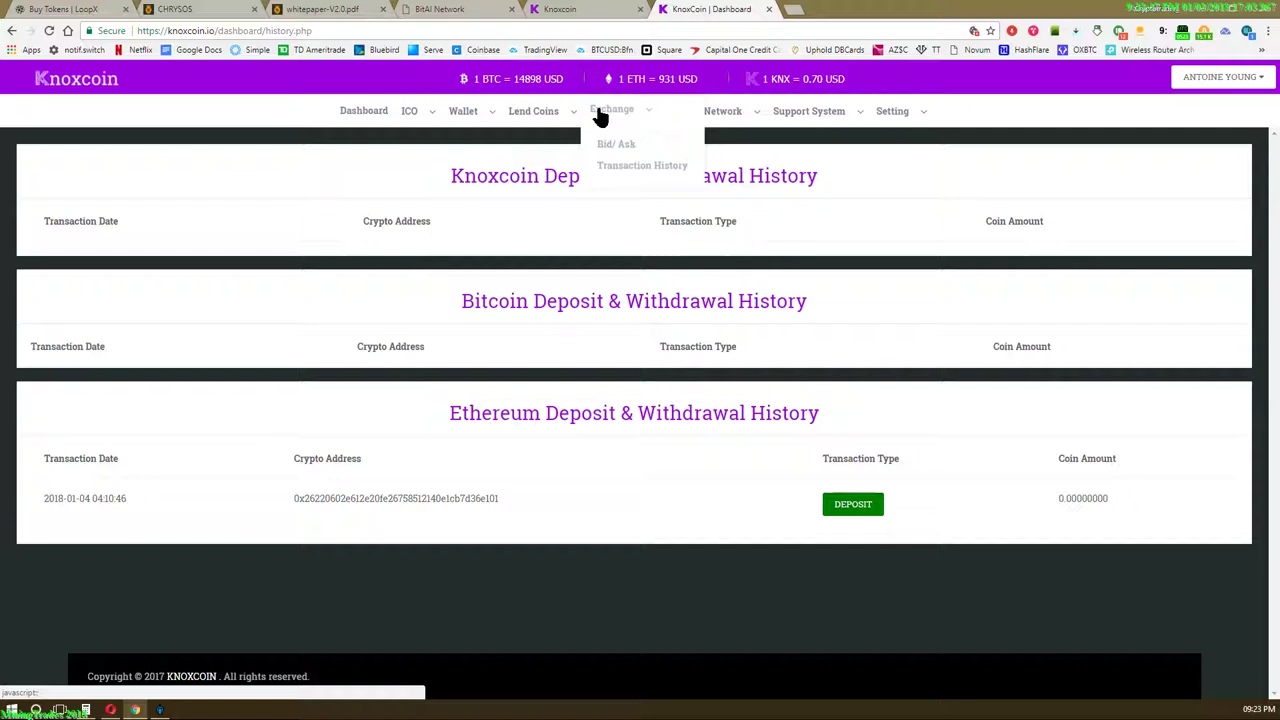 Buy Tokens | LoopX
CHRYSOS
whitepaper-V2.0.pdf
BitAI Network
Knoxcoin
KnoxCoin | Dashboard
Secure
https://knoxcoin.io/dashboard/history.php
Apps
notif.switch
Netflix
Google Docs
Simple
TD Ameritrade
Bluebird
Serve
Coinbase
TradingView
BTCUSD:Bfn
Square
Capital One Credit C
Uphold DBCards
AZ$C
TT
Novum
HashFlare
OXBTC
Wireless Router Arch
Knoxcoin
1 BTC = 14898 USD
1 ETH = 931 USD
1 KNX = 0.70 USD
ANTOINE YOUNG
Dashboard
ICO
Wallet
Lend Coins
Exchange
Network
Support System
Setting
Bid/ Ask
Transaction History
Knoxcoin Dep
awal History
Transaction Date
Crypto Address
Transaction Type
Coin Amount
Bitcoin Deposit & Withdrawal History
Transaction Date
Crypto Address
Transaction Type
Coin Amount
Ethereum Deposit & Withdrawal History
Transaction Date
Crypto Address
Transaction Type
Coin Amount
2018-01-04 04:10:46
0x26220602e612e20fe26758512140e1cb7d36e101
DEPOSIT
0.00000000
Copyright © 2017 KNOXCOIN . All rights reserved.
javascript:
09:23 PM